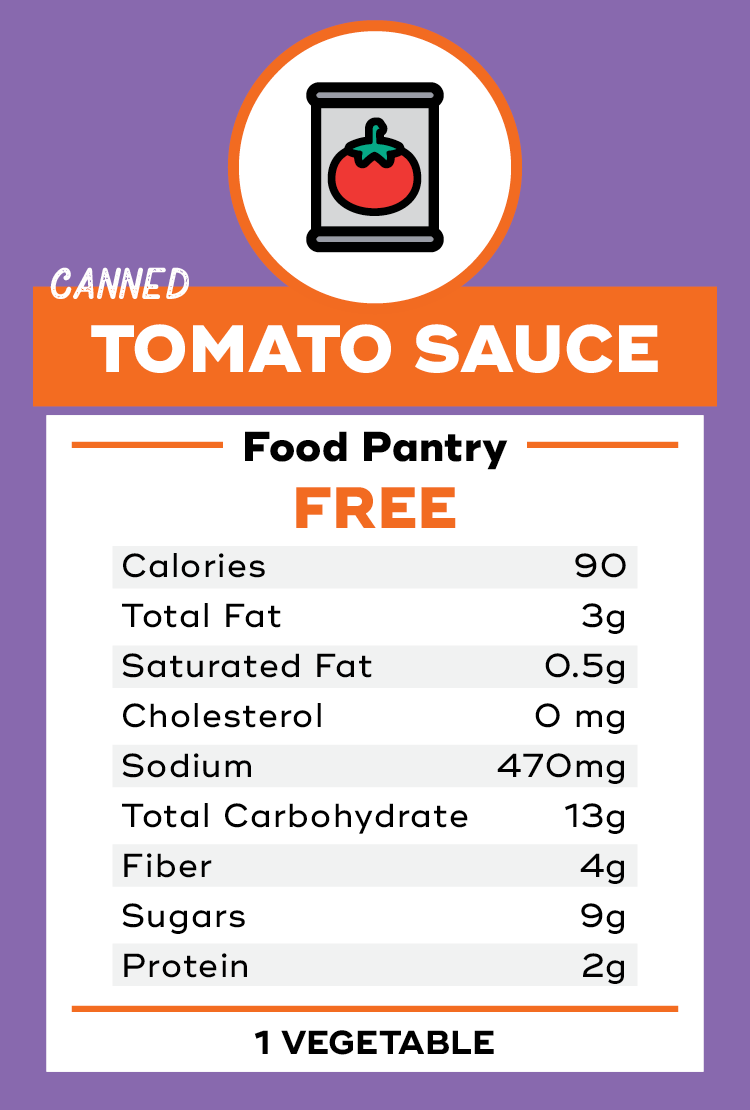 CANNED
TOMATO SAUCE
Food Pantry
FREE
Calories 90
Total Fat 3g
Saturated Fat 0.5g
Cholesterol 0 mg
Sodium 470mg
Total Carbohydrate 13g
Fiber 4g
Sugars 9g
Protein 2g
1 VEGETABLE